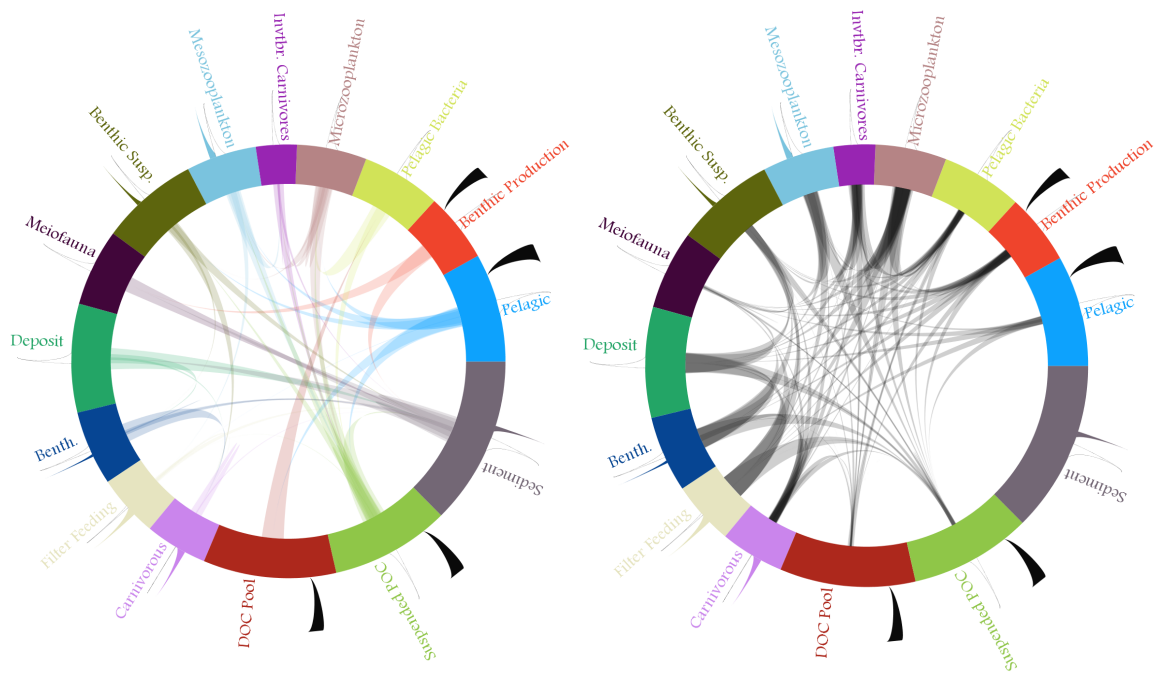 Invtbr. Carnivores
Microzooplankton
Pelagic Bacteria
Benthic Production
Pelagic
Sediment
Suspended POC
DOC Pool
Carnivorous
Filter Feeding
Benth.
Deposit
Meiofauna
Benthic Susp.
Mesozooplankton
Invtbr. Carnivores
Microzooplankton
Pelagic Bacteria
Benthic Production
Pelagic
Sediment
Suspended POC
DOC Pool
Carnivorous
Filter Feeding
Benth.
Deposit
Meiofauna
Benthic Susp.
Mesozooplankton